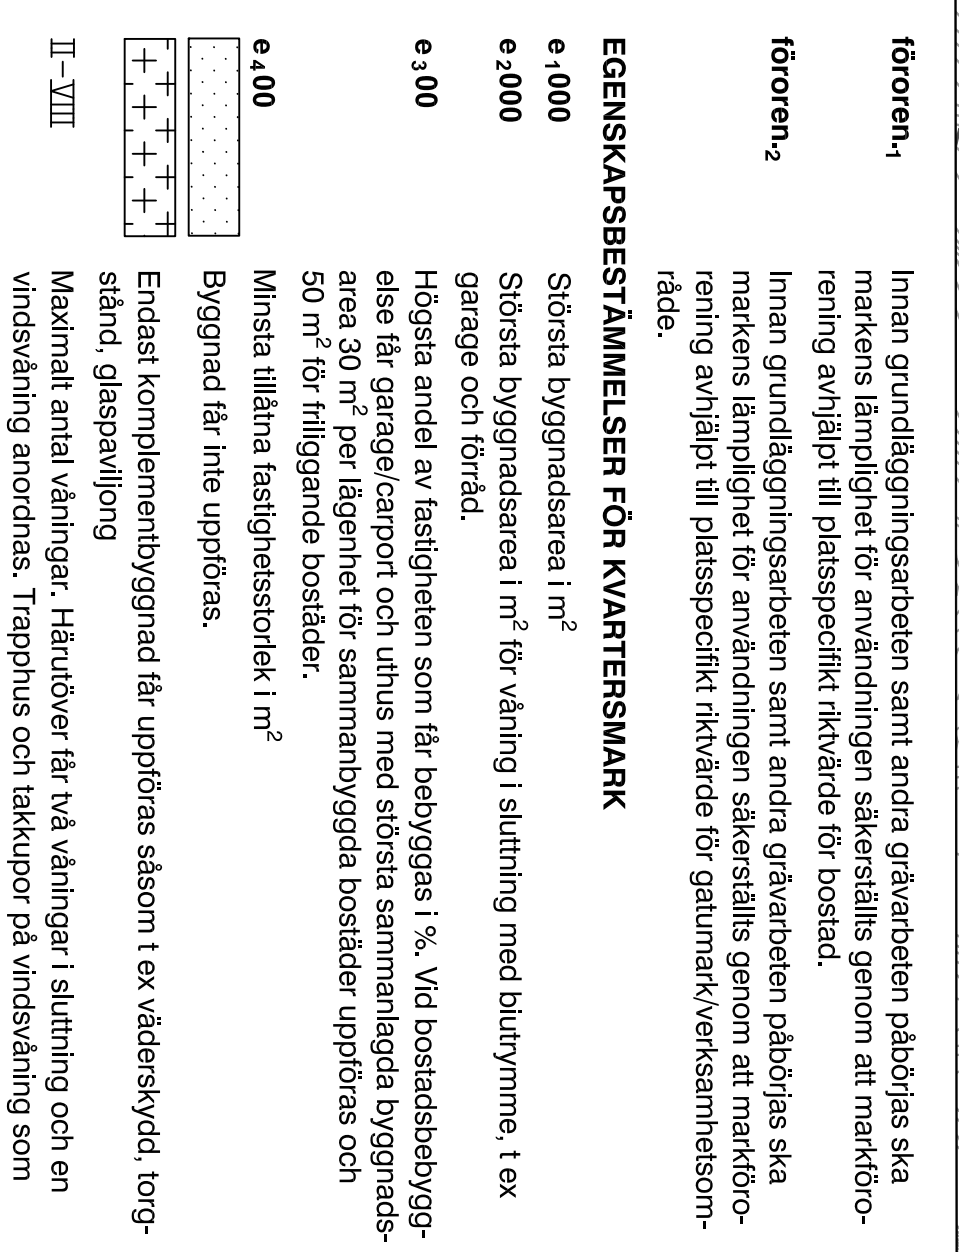 föroren.1 Innan grundläggningsarbeten samt andra grävarbeten påbörjas ska
markens lämplighet för användningen säkerställts genom att markföro-
rening avhjälpt till platsspecifikt riktvärde för bostad.
föroren.2 Innan grundläggningsarbeten samt andra grävarbeten påbörjas ska
markens lämplighet för användningen säkerställts genom att markföro-
rening avhjälpt till platsspecifikt riktvärde för gatumark/verksamhetsom-
råde.
EGENSKAPSBESTÄMMELSER FÖR KVARTERSMARK
e1000 Största byggnadsarea i m2
e2000 Största byggnadsarea i m2 för våning i sluttning med biutrymme, t ex
garage och förråd.
e300 Högsta andel av fastigheten som får bebyggas i %. Vid bostadsbebygg-
else får garage/carport och uthus med största sammanlagda byggnads-
area 30 m2 per lägenhet för sammanbyggda bostäder uppföras och
50 m2 för friliggande bostäder.
e400 Minsta tillåtna fastighetsstorlek i m2
Byggnad får inte uppföras.
Endast komplementbyggnad får uppföras såsom t ex väderskydd, torg-
stånd, glaspaviljong
II-VIII Maximalt antal våningar. Härutöver får två våningar i sluttning och en
vindsvåning anordnas. Trapphus och takkupor på vindsvåning som